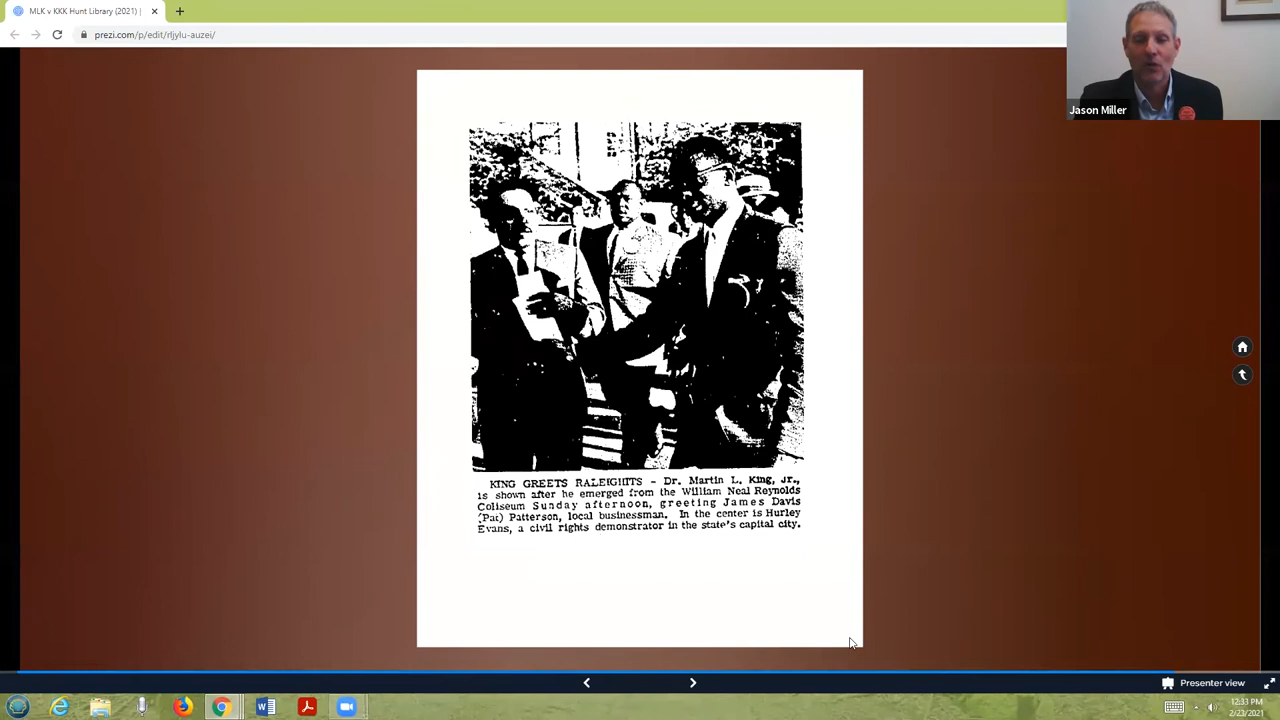 MLK v KKK Hunt Library (2021) |
prezi.com/p/edit/rljylu-auzei/
Jason Miller
KING GREETS RALEIGHITS - Dr. Martin L. King, Jr.,
is shown after he emerged from the William Neal Reynolds
Coliseum Sunday afternoon, greeting James Davis
(Pat) Patterson, local businessman. In the center is Hurley
Evans, a civil rights demonstrator in the state's capital city.
Presenter view
12:33 PM
2/23/2021